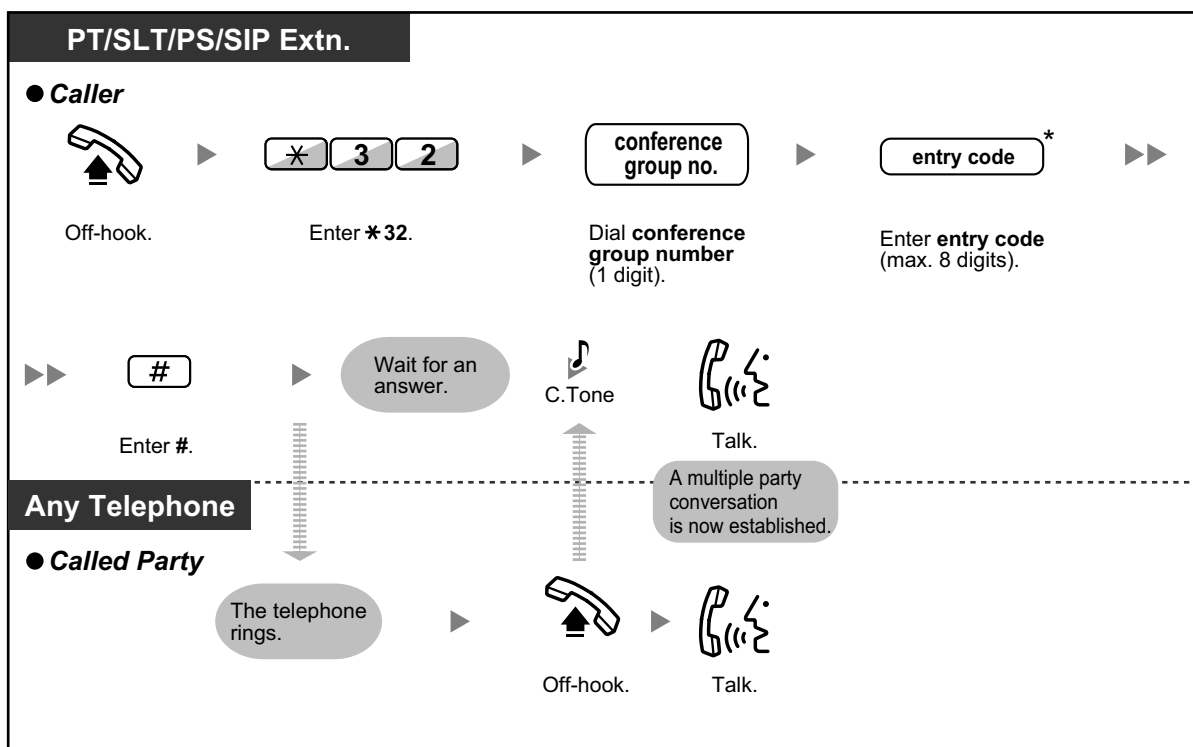 PT/SLT/PS/SIP Extn.
● Caller
✳ 3 2
conference
group no.
entry code *
Off-hook.
Enter ✳32.
Dial conference
group number
(1 digit).
Enter entry code
(max. 8 digits).
#
Wait for an
answer.
C.Tone
Enter #.
Talk.
A multiple party
conversation
is now established.
Any Telephone
● Called Party
The telephone
rings.
Off-hook.
Talk.